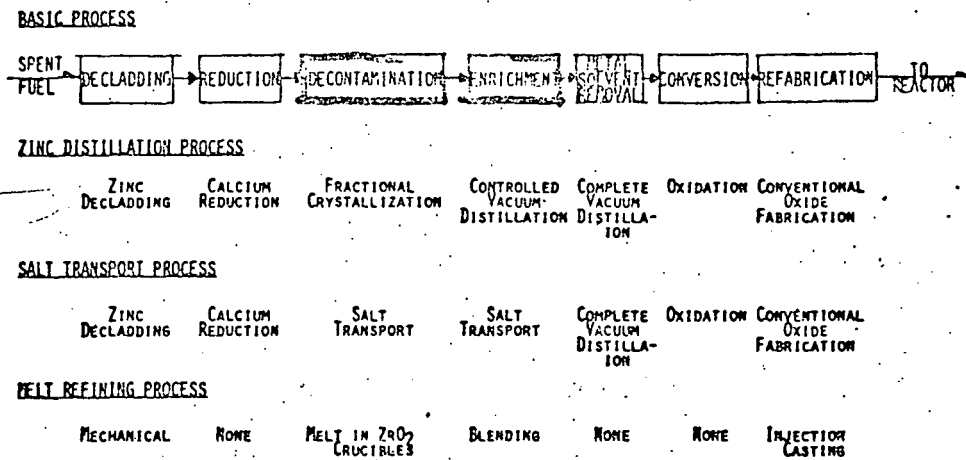 BASIC PROCESS
SPENT FUEL
DECLADDING
REDUCTION
DECONTAMINATION
ENRICHMENT
METAL SOLVENT REMOVAL
CONVERSION
REFABRICATION
TO REACTOR
ZINC DISTILLATION PROCESS
ZINC CALCIUM FRACTIONAL CONTROLLED COMPLETE OXIDATION CONVENTIONAL
DECLADDING REDUCTION CRYSTALLIZATION VACUUM VACUUM OXIDE
DISTILLATION DISTILLA- FABRICATION
ION
SALT TRANSPORT PROCESS
ZINC CALCIUM SALT SALT COMPLETE OXIDATION CONVENTIONAL
DECLADDING REDUCTION TRANSPORT TRANSPORT VACUUM OXIDE
DISTILLA- FABRICATION
ION
MELT REFINING PROCESS
MECHANICAL NONE MELT IN ZRO2 BLENDING NONE NONE INJECTION
CRUCIBLES CASTING